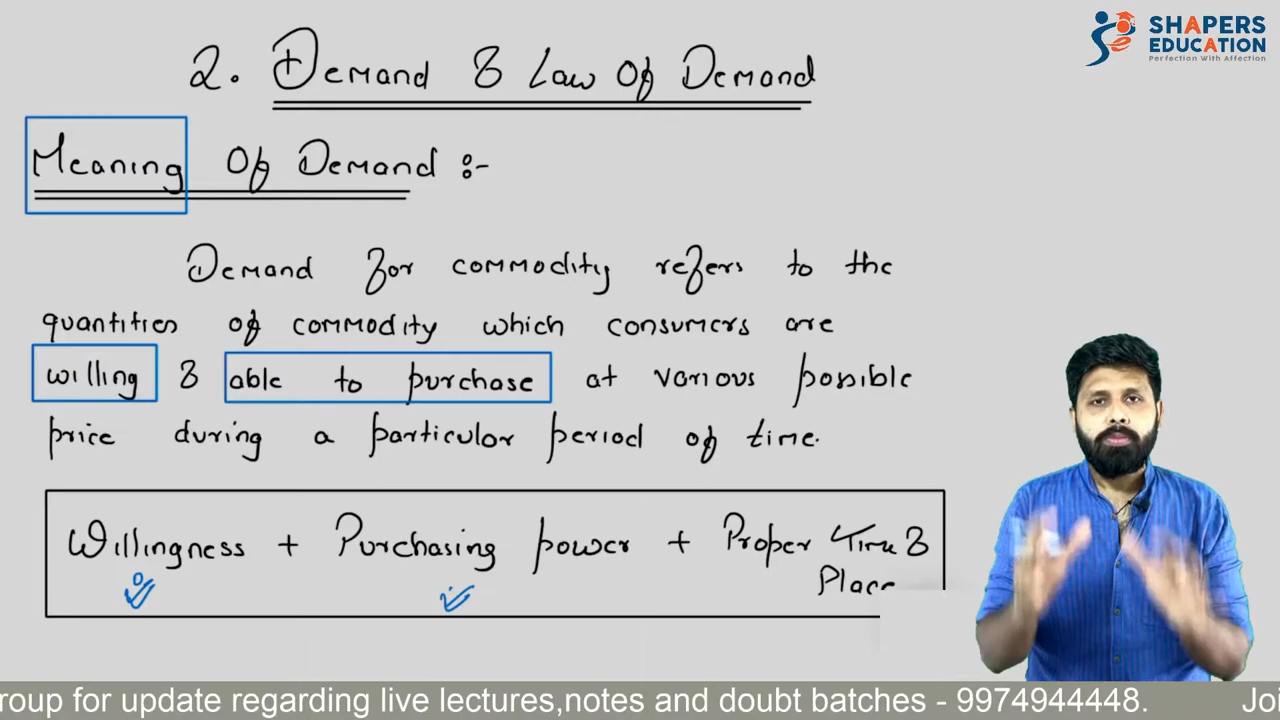 SHAPERS
EDUCATION
Perfection With Affection
2. Demand & Law Of Demand
Meaning Of Demand :-
Demand for commodity refers to the
quantities of commodity which consumers are
willing & able to purchase at various possible
price during a particular period of time.
Willingness + Purchasing power + Proper Time &
Place
roup for update regarding live lectures,notes and doubt batches - 9974944448. Joi